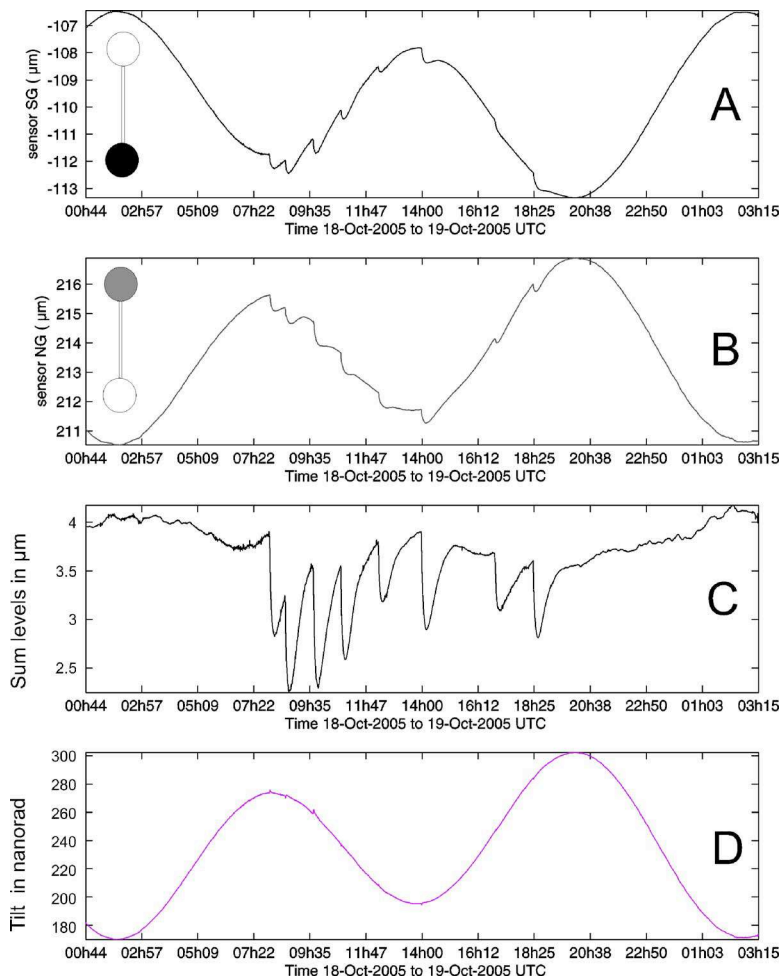 -107
-108
-109
-110
-111
-112
-113
sensor SG ( µm)
A
00h44 02h57 05h09 07h22 09h35 11h47 14h00 16h12 18h25 20h38 22h50 01h03 03h15
Time 18-Oct-2005 to 19-Oct-2005 UTC
216
215
214
213
212
211
sensor NG ( µm)
B
00h44 02h57 05h09 07h22 09h35 11h47 14h00 16h12 18h25 20h38 22h50 01h03 03h15
Time 18-Oct-2005 to 19-Oct-2005 UTC
4
3.5
3
2.5
Sum levels in µm
C
00h44 02h57 05h09 07h22 09h35 11h47 14h00 16h12 18h25 20h38 22h50 01h03 03h15
Time 18-Oct-2005 to 19-Oct-2005 UTC
300
280
260
240
220
200
180
Tilt in nanorad
D
00h44 02h57 05h09 07h22 09h35 11h47 14h00 16h12 18h25 20h38 22h50 01h03 03h15
Time 18-Oct-2005 to 19-Oct-2005 UTC